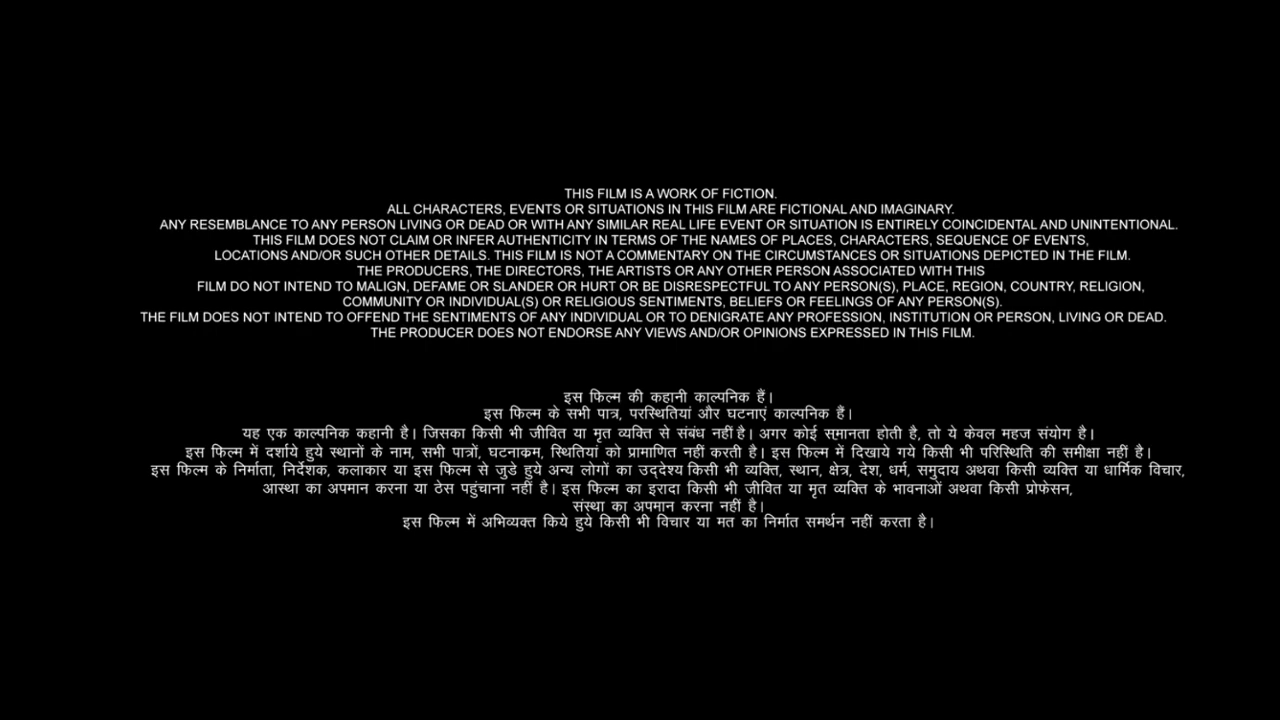 THIS FILM IS A WORK OF FICTION.
ALL CHARACTERS, EVENTS OR SITUATIONS IN THIS FILM ARE FICTIONAL AND IMAGINARY.
ANY RESEMBLANCE TO ANY PERSON LIVING OR DEAD OR WITH ANY SIMILAR REAL LIFE EVENT OR SITUATION IS ENTIRELY COINCIDENTAL AND UNINTENTIONAL.
THIS FILM DOES NOT CLAIM OR INFER AUTHENTICITY IN TERMS OF THE NAMES OF PLACES, CHARACTERS, SEQUENCE OF EVENTS,
LOCATIONS AND/OR SUCH OTHER DETAILS. THIS FILM IS NOT A COMMENTARY ON THE CIRCUMSTANCES OR SITUATIONS DEPICTED IN THE FILM.
THE PRODUCERS, THE DIRECTORS, THE ARTISTS OR ANY OTHER PERSON ASSOCIATED WITH THIS
FILM DO NOT INTEND TO MALIGN, DEFAME OR SLANDER OR HURT OR BE DISRESPECTFUL TO ANY PERSON(S), PLACE, REGION, COUNTRY, RELIGION,
COMMUNITY OR INDIVIDUAL(S) OR RELIGIOUS SENTIMENTS, BELIEFS OR FEELINGS OF ANY PERSON(S).
THE FILM DOES NOT INTEND TO OFFEND THE SENTIMENTS OF ANY INDIVIDUAL OR TO DENIGRATE ANY PROFESSION, INSTITUTION OR PERSON, LIVING OR DEAD.
THE PRODUCER DOES NOT ENDORSE ANY VIEWS AND/OR OPINIONS EXPRESSED IN THIS FILM.
इस फिल्म की कहानी काल्पनिक हैं।
इस फिल्म के सभी पात्र, परस्थितियां और घटनाएं काल्पनिक हैं।
यह एक काल्पनिक कहानी है। जिसका किसी भी जीवित या मृत व्यक्ति से संबंध नहीं है। अगर कोई समानता होती है, तो ये केवल महज संयोग है।
इस फिल्म में दर्शाये हुये स्थानों के नाम, सभी पात्रों, घटनाक्रम, स्थितियां को प्रामाणित नहीं करती है। इस फिल्म में दिखाये गये किसी भी परिस्थिति की समीक्षा नहीं है।
इस फिल्म के निर्माता, निर्देशक, कलाकार या इस फिल्म से जुडे हुये अन्य लोगों का उद्देश्य किसी भी व्यक्ति, स्थान, क्षेत्र, देश, धर्म, समुदाय अथवा किसी व्यक्ति या धार्मिक विचार,
आस्था का अपमान करना या ठेस पहुंचाना नहीं है। इस फिल्म का इरादा किसी भी जीवित या मृत व्यक्ति के भावनाओं अथवा किसी प्रोफेसन,
संस्था का अपमान करना नहीं है।
इस फिल्म में अभिव्यक्त किये हुये किसी भी विचार या मत का निर्मात समर्थन नहीं करता है।